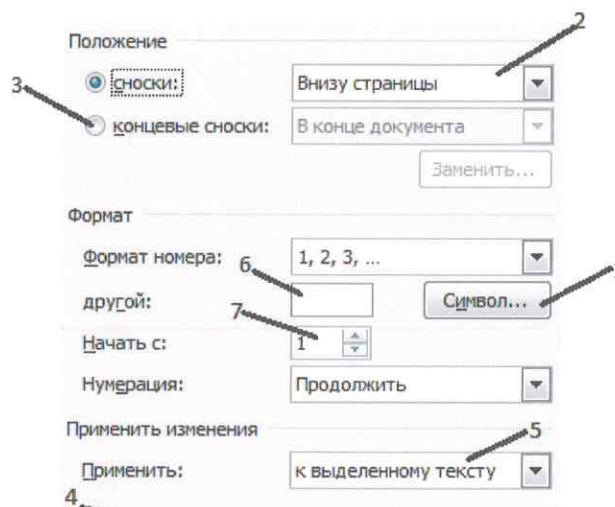 2
Положение
сноски: Внизу страницы
3
концевые сноски: В конце документа
Заменить...
Формат
Формат номера: 1, 2, 3, ...
6
другой: Символ...
7
Начать с: 1
Нумерация: Продолжить
Применить изменения
5
Применить: к выделенному тексту
4